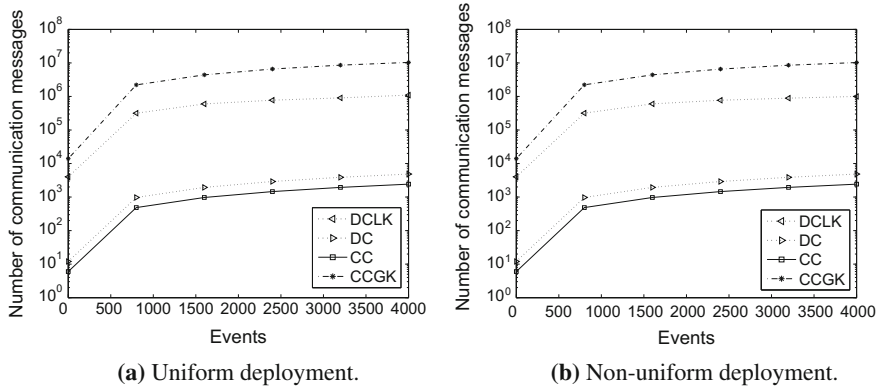 Number of communication messages
10^8
10^7
10^6
10^5
10^4
10^3
10^2
10^1
10^0
0 500 1000 1500 2000 2500 3000 3500 4000
Events
DCLK
DC
CC
CCGK
(a) Uniform deployment.
Number of communication messages
10^8
10^7
10^6
10^5
10^4
10^3
10^2
10^1
10^0
0 500 1000 1500 2000 2500 3000 3500 4000
Events
DCLK
DC
CC
CCGK
(b) Non-uniform deployment.